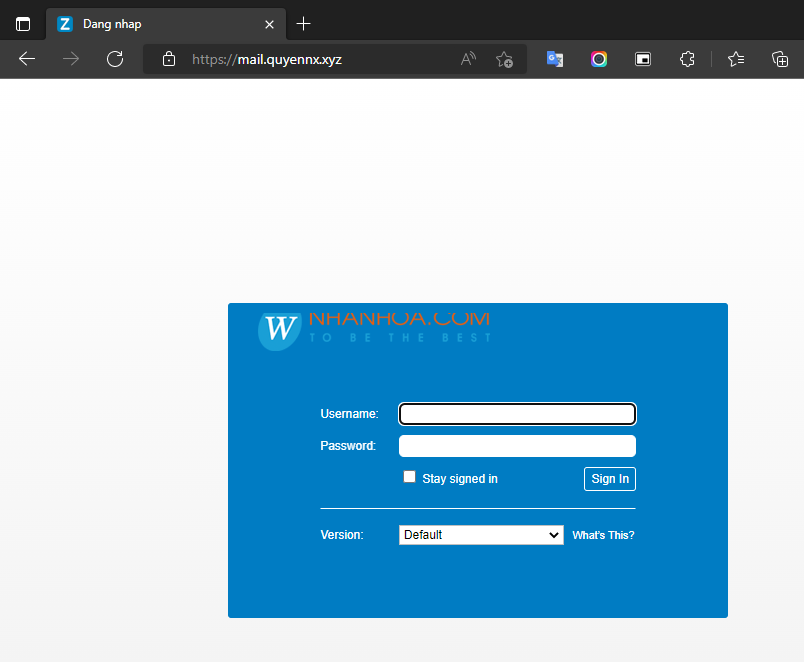 Z Dang nhap
https://mail.quyennx.xyz
W NHANHOA.COM
TO BE THE BEST
Username:
Password:
Stay signed in
Sign In
Version:
Default
What's This?